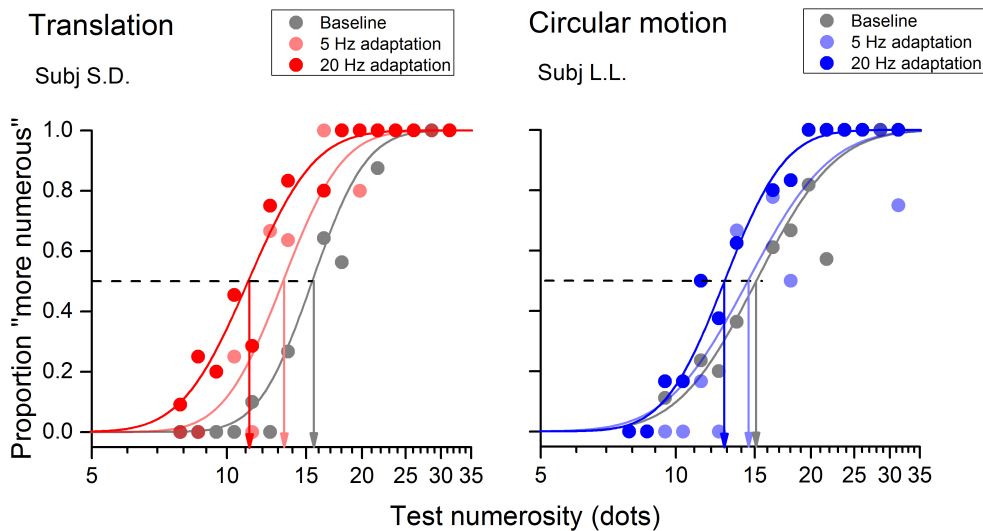 Translation
Baseline
5 Hz adaptation
20 Hz adaptation
Subj S.D.
Circular motion
Baseline
5 Hz adaptation
20 Hz adaptation
Subj L.L.
Proportion "more numerous"
1.0
0.8
0.6
0.4
0.2
0.0
5 10 15 20 25 30 35
5 10 15 20 25 30 35
Test numerosity (dots)